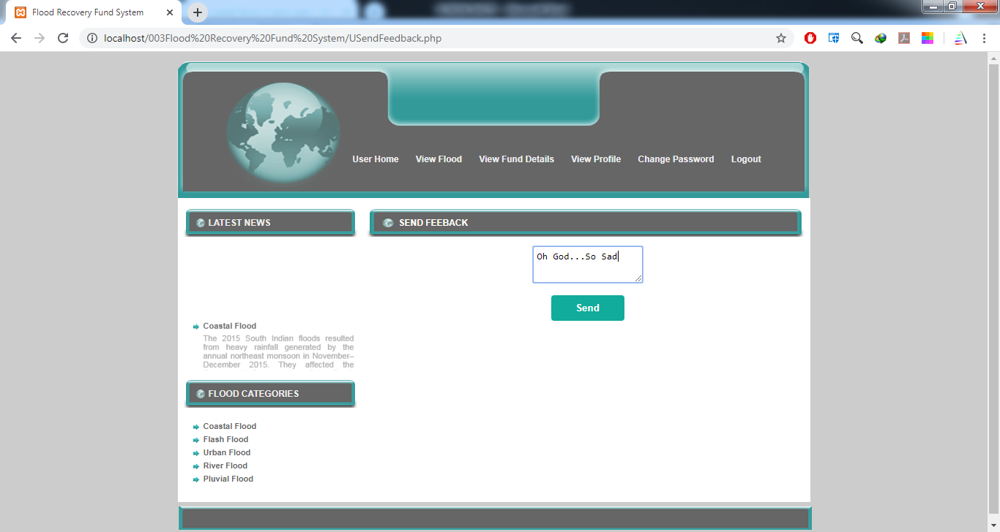 Flood Recovery Fund System
localhost/003Flood%20Recovery%20Fund%20System/USendFeedback.php
User Home View Flood View Fund Details View Profile Change Password Logout
LATEST NEWS
Coastal Flood
The 2015 South Indian floods resulted
from heavy rainfall generated by the
annual northeast monsoon in November–
December 2015. They affected the
FLOOD CATEGORIES
Coastal Flood
Flash Flood
Urban Flood
River Flood
Pluvial Flood
SEND FEEBACK
Oh God...So Sad
Send